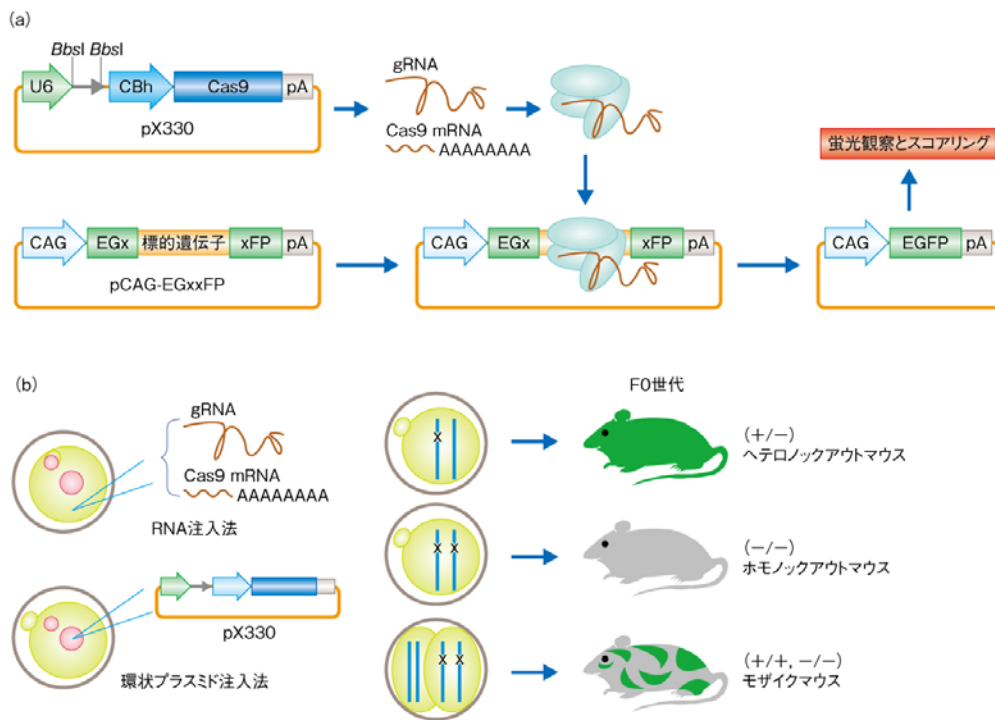 (a)
BbsI BbsI
U6
CBh
Cas9
pA
pX330
gRNA
Cas9 mRNA
AAAAAAAA
蛍光観察とスコアリング
CAG
EGx
標的遺伝子
xFP
pA
pCAG-EGxxFP
CAG
EGx
xFP
pA
CAG
EGFP
pA
(b)
gRNA
Cas9 mRNA
AAAAAAAA
RNA注入法
pX330
環状プラスミド注入法
F0世代
x
(+/−)
ヘテロノックアウトマウス
x x
(−/−)
ホモノックアウトマウス
x x
(+/+, −/−)
モザイクマウス